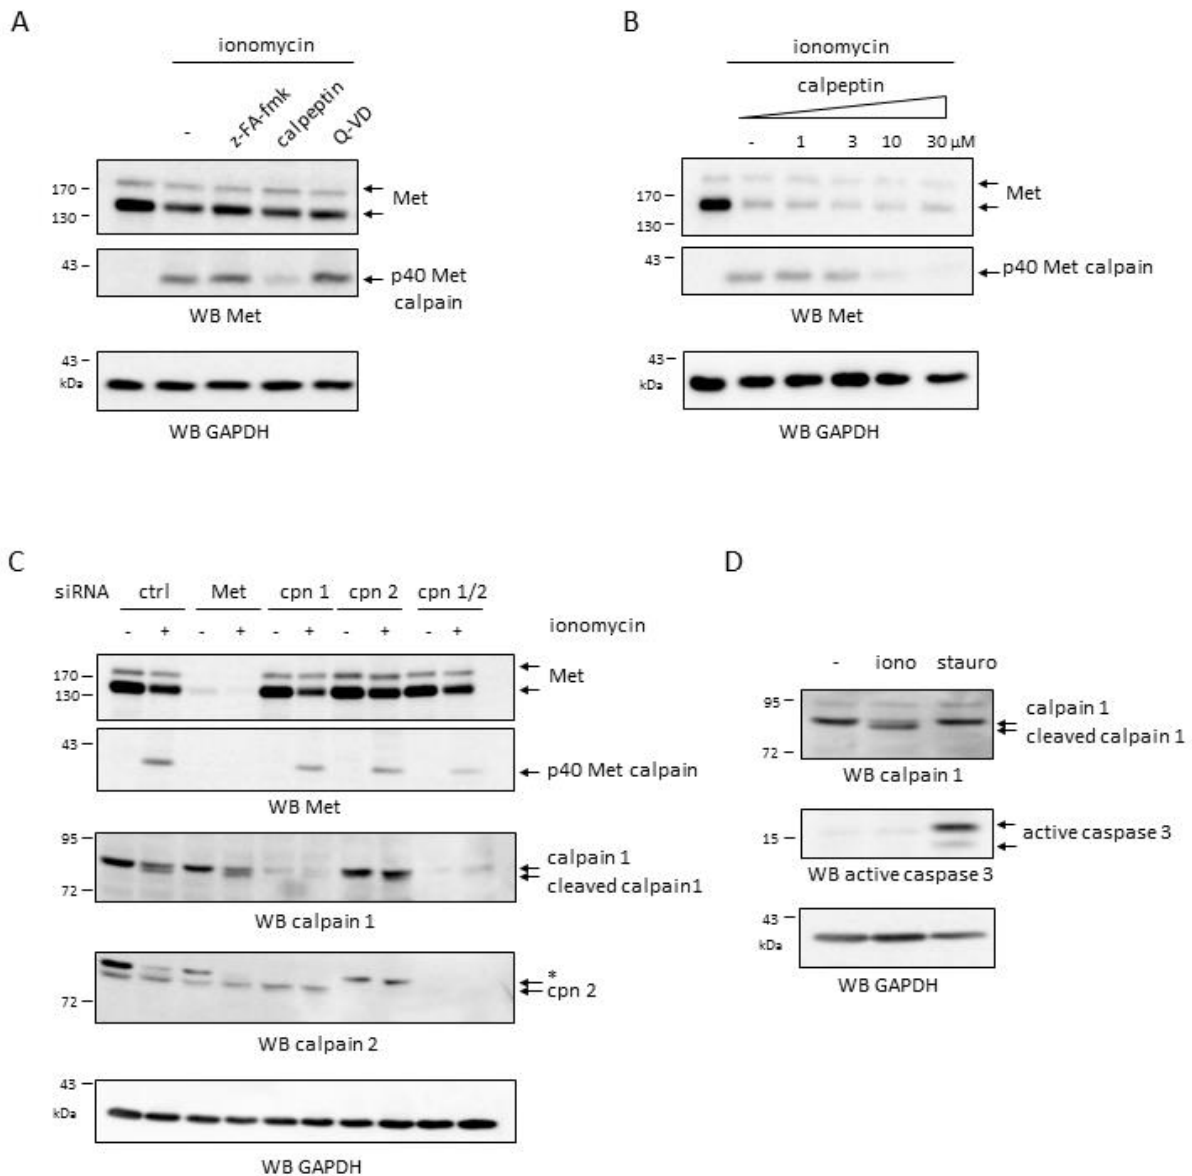 A
ionomycin
- z-FA-fmk calpeptin Q-VD
170
130
Met
43
p40 Met
calpain
WB Met
43
kDa
WB GAPDH
B
ionomycin
calpeptin
- 1 3 10 30 µM
170
130
Met
43
p40 Met calpain
WB Met
43
kDa
WB GAPDH
C
siRNA ctrl Met cpn 1 cpn 2 cpn 1/2
- + - + - + - + - + ionomycin
170
130
Met
43
p40 Met calpain
WB Met
95
72
calpain 1
cleaved calpain1
WB calpain 1
72
*
cpn 2
WB calpain 2
43
kDa
WB GAPDH
D
- iono stauro
95
72
calpain 1
cleaved calpain 1
WB calpain 1
15
active caspase 3
WB active caspase 3
43
kDa
WB GAPDH